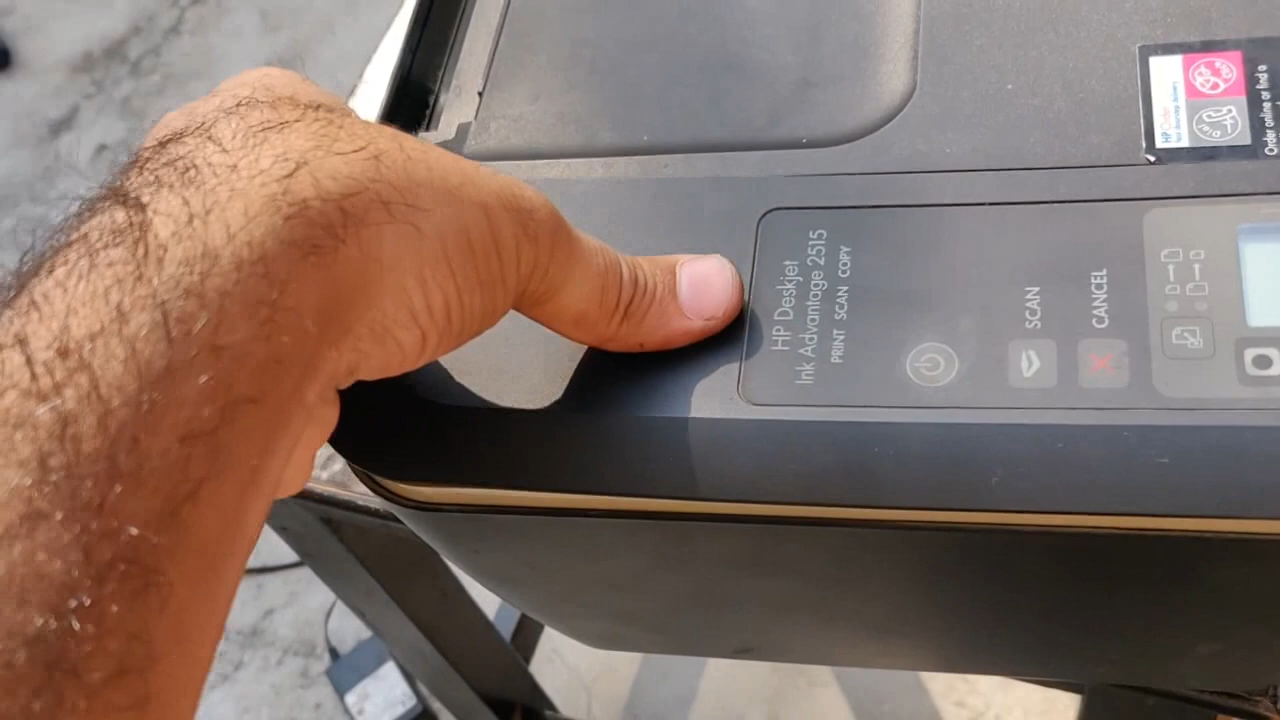 HP Deskjet
Ink Advantage 2515
PRINT SCAN COPY
SCAN
CANCEL
Order online or find a